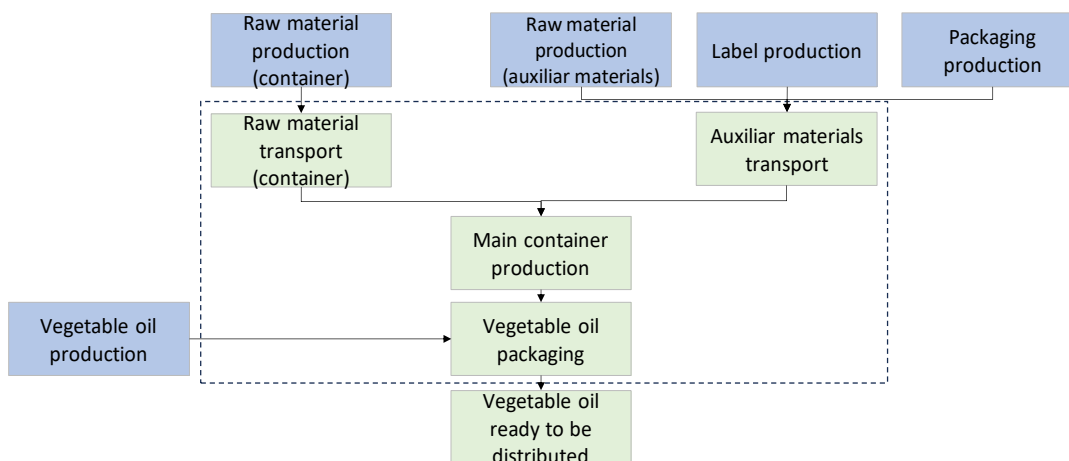 Raw material
production
(container)
Raw material
production
(auxiliar materials)
Label production
Packaging
production
Raw material
transport
(container)
Auxiliar materials
transport
Main container
production
Vegetable oil
production
Vegetable oil
packaging
Vegetable oil
ready to be
distributed